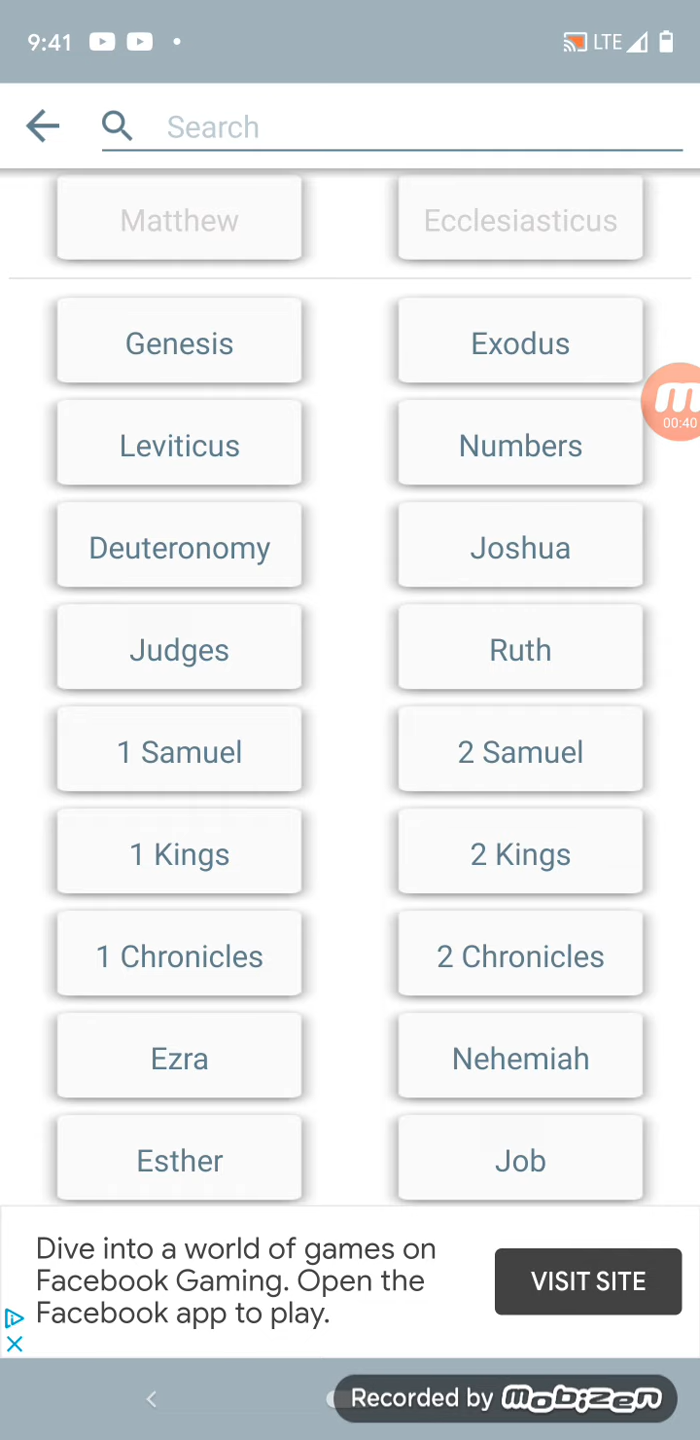 9:41 LTE
Search
Matthew Ecclesiasticus
Genesis Exodus
Leviticus Numbers
00:40
Deuteronomy Joshua
Judges Ruth
1 Samuel 2 Samuel
1 Kings 2 Kings
1 Chronicles 2 Chronicles
Ezra Nehemiah
Esther Job
Dive into a world of games on
Facebook Gaming. Open the
Facebook app to play.
VISIT SITE
Recorded by mobizen